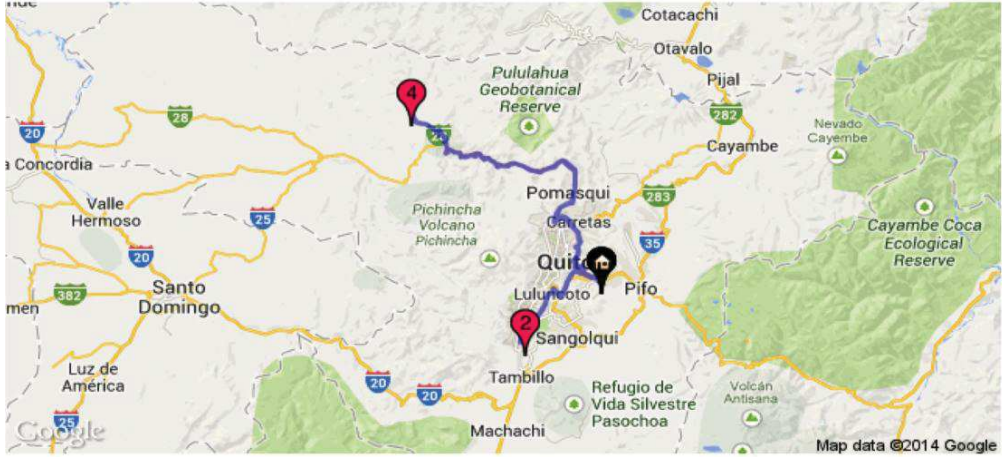 Cotacachi
Otavalo
Pululahua
Geobotanical
Reserve
Pijal
4
28
282
20
Nevado
Cayembe
Cayambe
a Concordia
Pomasqui
283
Valle
Hermoso
25
Pichincha
Volcano
Pichincha
Carretas
35
Cayambe Coca
Ecological
Reserve
20
Quito
382
Santo
Domingo
Luluncoto
Pifo
men
2
Sangolqui
Luz de
America
Tambillo
20
20
Refugio de
Vida Silvestre
Pasochoa
Volcán
Antisana
25
Google
Machachi
Map data ©2014 Google